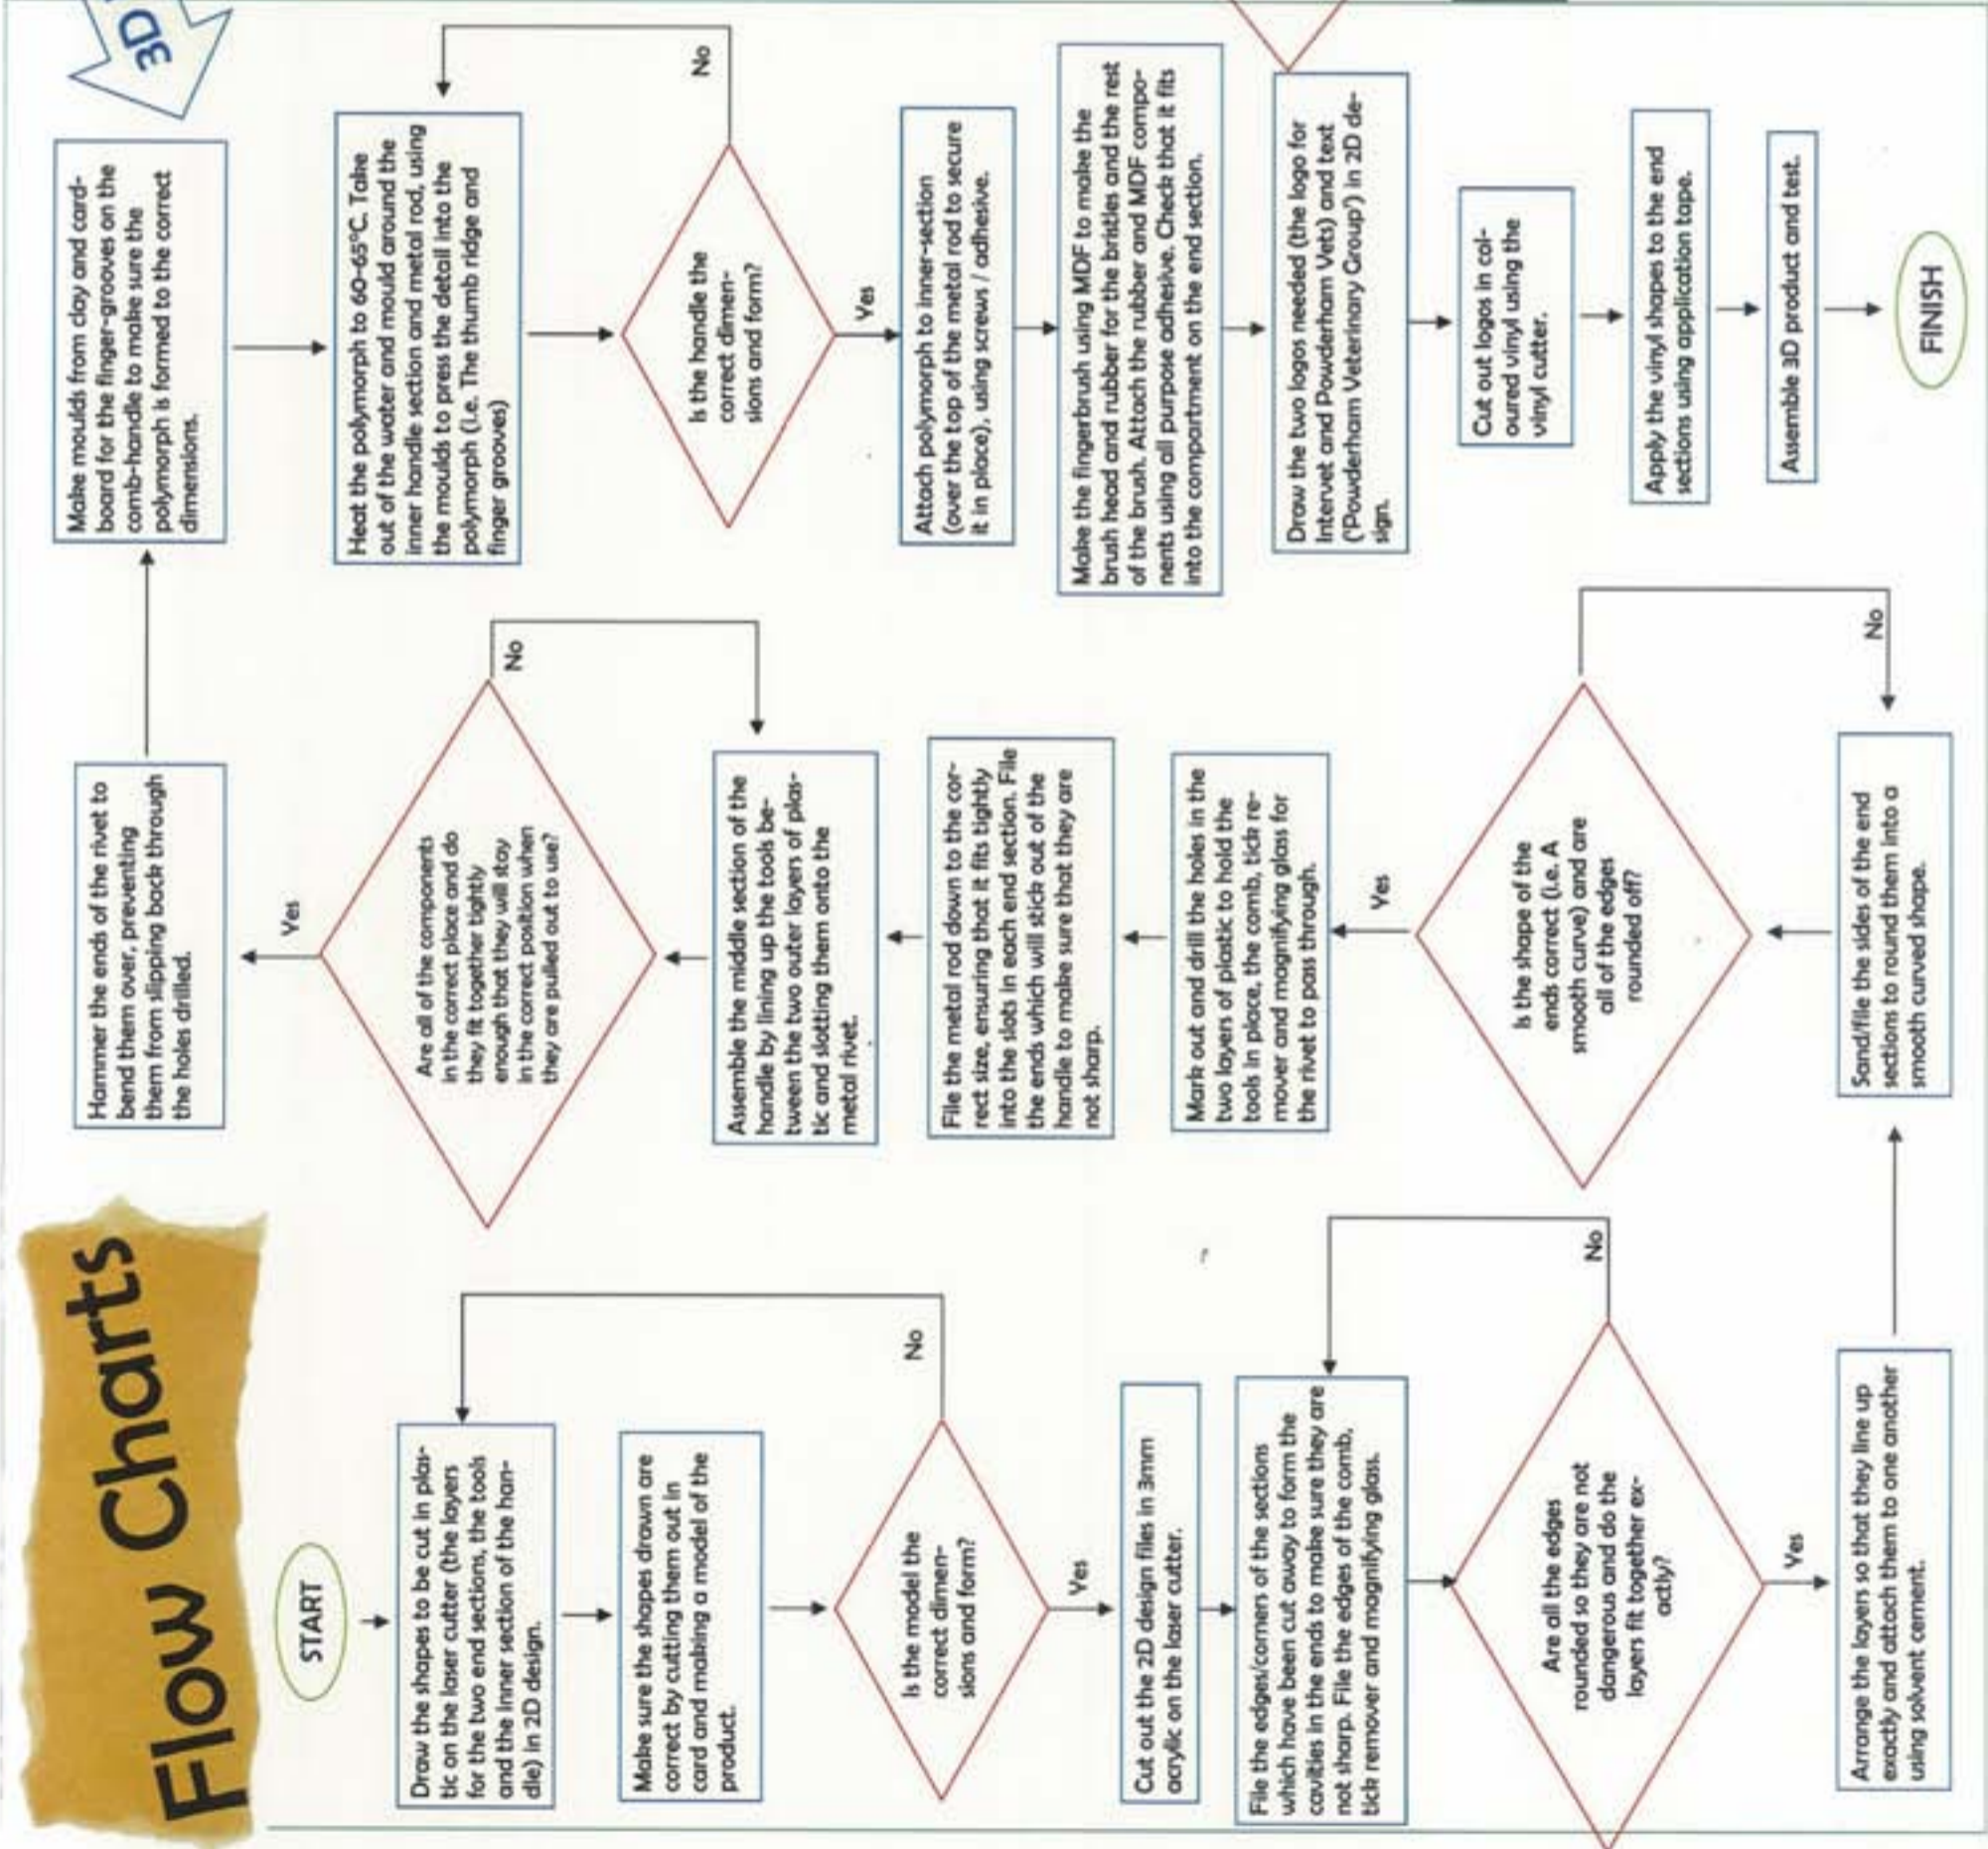 Flow Charts
START
Draw the shapes to be cut in plas-
tic on the laser cutter (the layers
for the two end sections, the tools
and the inner section of the han-
dle) in 2D design.
Make sure the shapes drawn are
correct by cutting them out in
card and making a model of the
product.
Is the model the
correct dimen-
sions and form?
No
Yes
Cut out the 2D design files in 3mm
acrylic on the laser cutter.
File the edges/corners of the sections
which have been cut away to form the
cavities in the ends to make sure they are
not sharp. File the edges of the comb,
tick remover and magnifying glass.
Are all the edges
rounded so they are not
dangerous and do the
layers fit together ex-
actly?
No
Yes
Arrange the layers so that they line up
exactly and attach them to one another
using solvent cement.
Sand/file the sides of the end
sections to round them into a
smooth curved shape.
Is the shape of the
ends correct (i.e. A
smooth curve) and are
all of the edges
rounded off?
No
Yes
Mark out and drill the holes in the
two layers of plastic to hold the
tools in place, the comb, tick re-
mover and magnifying glass for
the rivet to pass through.
File the metal rod down to the cor-
rect size, ensuring that it fits tightly
into the slots in each end section. File
the ends which will stick out of the
handle to make sure that they are
not sharp.
Assemble the middle section of the
handle by lining up the tools be-
tween the two outer layers of plas-
tic and slotting them onto the
metal rivet.
Are all of the components
in the correct place and do
they fit together tightly
enough that they will stay
in the correct position when
they are pulled out to use?
No
Yes
Hammer the ends of the rivet to
bend them over, preventing
them from slipping back through
the holes drilled.
Make moulds from clay and card-
board for the finger-grooves on the
comb-handle to make sure the
polymorph is formed to the correct
dimensions.
3D
Heat the polymorph to 60-65°C. Take
out of the water and mould around the
inner handle section and metal rod, using
the moulds to press the detail into the
polymorph (i.e. The thumb ridge and
finger grooves)
Is the handle the
correct dimen-
sions and form?
No
Yes
Attach polymorph to inner-section
(over the top of the metal rod to secure
it in place), using screws / adhesive.
Make the fingerbrush using MDF to make the
brush head and rubber for the bristles and the rest
of the brush. Attach the rubber and MDF compo-
nents using all purpose adhesive. Check that it fits
into the compartment on the end section.
Draw the two logos needed (the logo for
Intervet and Powderham Vets) and text
('Powderham Veterinary Group') in 2D de-
sign.
Cut out logos in col-
oured vinyl using the
vinyl cutter.
Apply the vinyl shapes to the end
sections using application tape.
Assemble 3D product and test.
FINISH